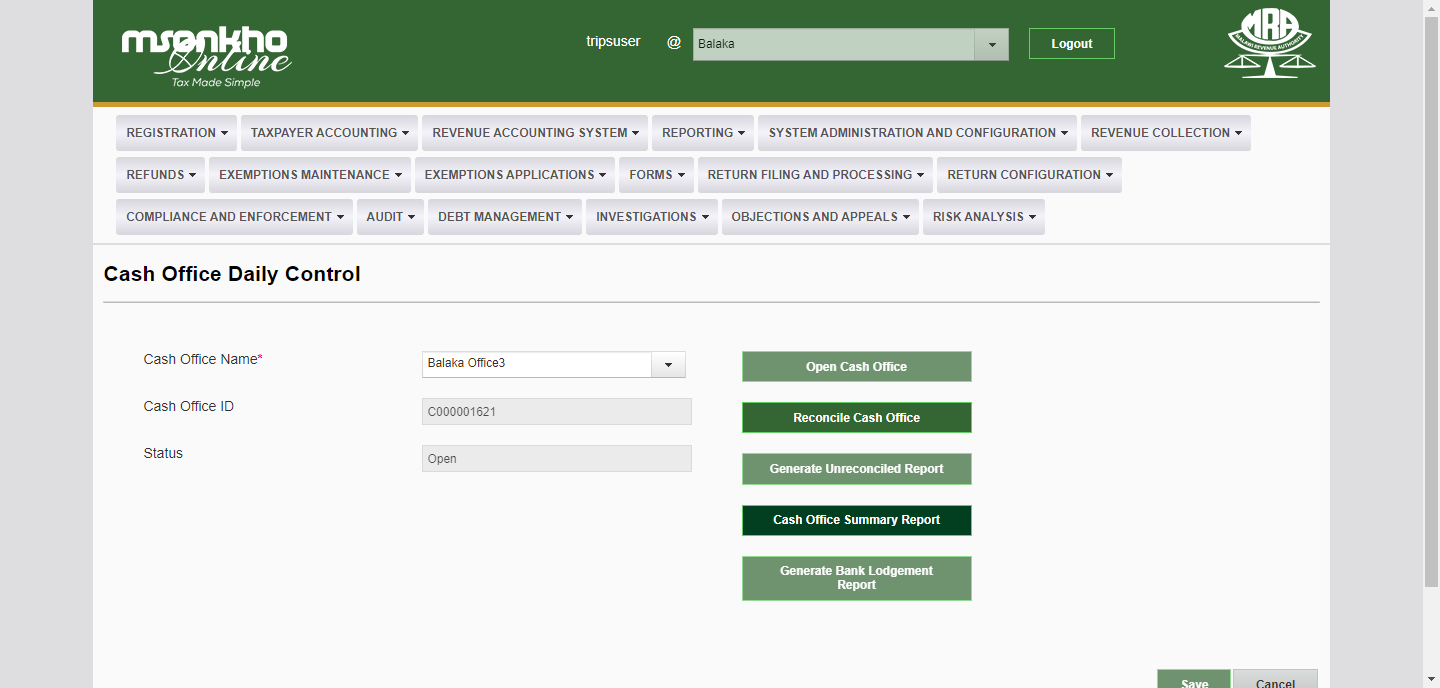 msonkho
Online
Tax Made Simple
tripsuser @ Balaka Logout
MRA
MALAWI REVENUE AUTHORITY
REGISTRATION TAXPAYER ACCOUNTING REVENUE ACCOUNTING SYSTEM REPORTING SYSTEM ADMINISTRATION AND CONFIGURATION REVENUE COLLECTION
REFUNDS EXEMPTIONS MAINTENANCE EXEMPTIONS APPLICATIONS FORMS RETURN FILING AND PROCESSING RETURN CONFIGURATION
COMPLIANCE AND ENFORCEMENT AUDIT DEBT MANAGEMENT INVESTIGATIONS OBJECTIONS AND APPEALS RISK ANALYSIS
Cash Office Daily Control
Cash Office Name* Balaka Office3 Open Cash Office
Cash Office ID C000001621 Reconcile Cash Office
Status Open Generate Unreconciled Report
Cash Office Summary Report
Generate Bank Lodgement
Report
Save Cancel